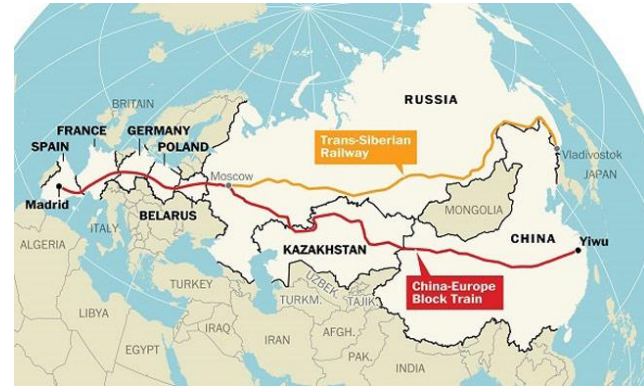 RUSSIA
BRITAIN
FRANCE
GERMANY
SPAIN
POLAND
Trans-Siberian
Railway
Moscow
Vladivostok
JAPAN
Madrid
BELARUS
MONGOLIA
ITALY
CHINA
Yiwu
ALGERIA
KAZAKHSTAN
China-Europe
Block Train
TURKEY
UZBEK.
TURKM.
TAJIK.
LIBYA
IRAQ
IRAN
AFGH.
EGYPT
PAK.
INDIA